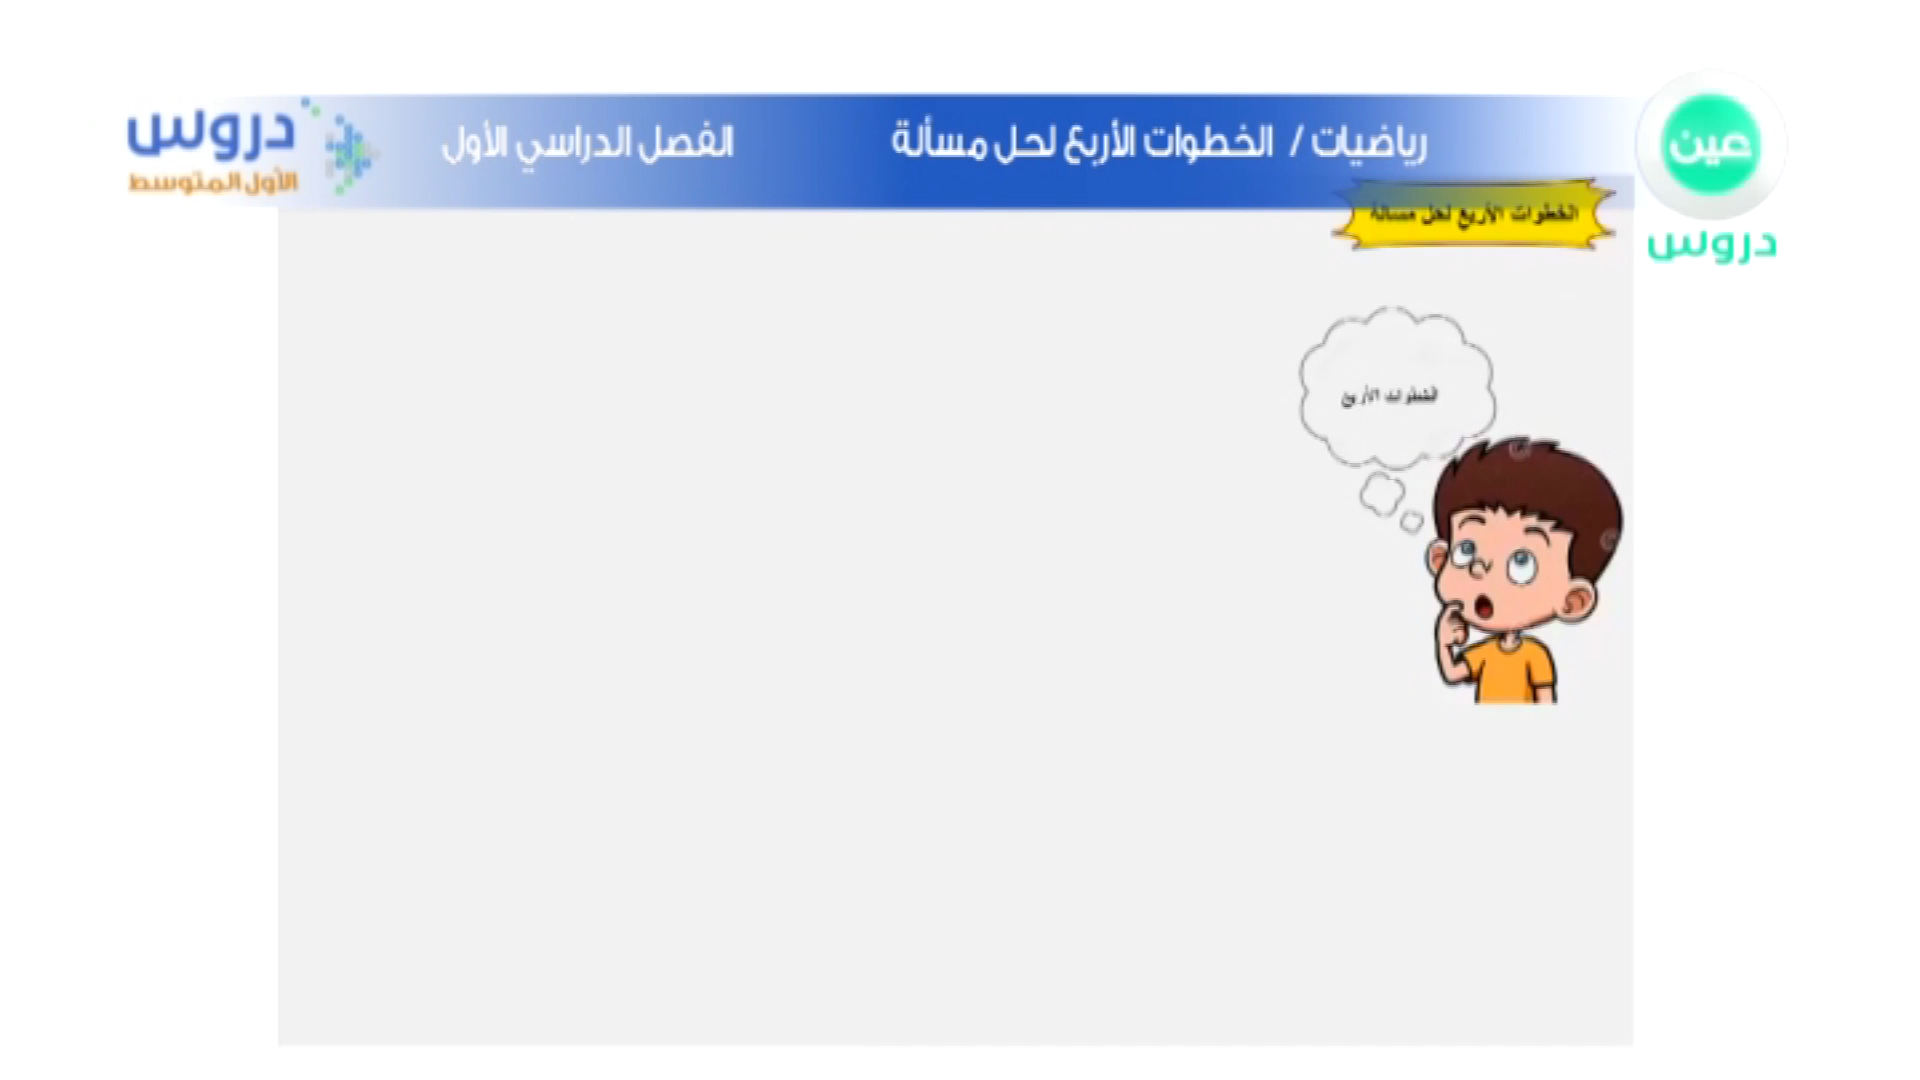 رياضيات / الخطوات الأربع لحل مسألة
الفصل الدراسي الأول
دروس
الأول المتوسط
عين
دروس
الخطوات الأربع لحل مسألة
الخطوات الأربع